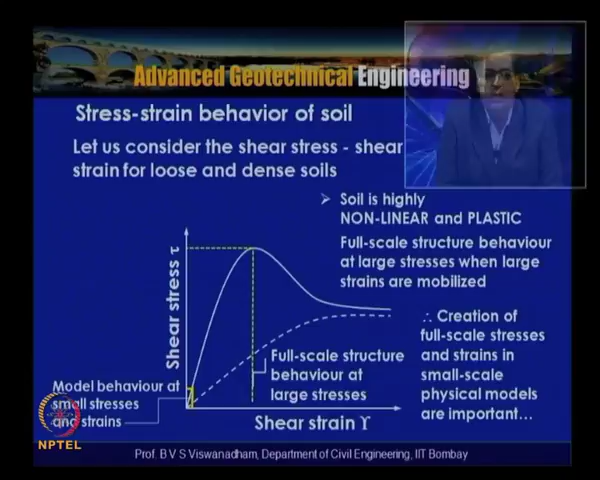 Advanced Geotechnical Engineering
Stress-strain behavior of soil
Let us consider the shear stress - shear
strain for loose and dense soils
➢ Soil is highly
NON-LINEAR and PLASTIC
Full-scale structure behaviour
at large stresses when large
strains are mobilized
Shear stress τ
∴ Creation of
full-scale stresses
and strains in
small-scale
physical models
are important...
Full-scale structure
behaviour at
large stresses
Model behaviour at
small stresses
and strains
Shear strain ϒ
NPTEL
Prof. B V S Viswanadham, Department of Civil Engineering, IIT Bombay